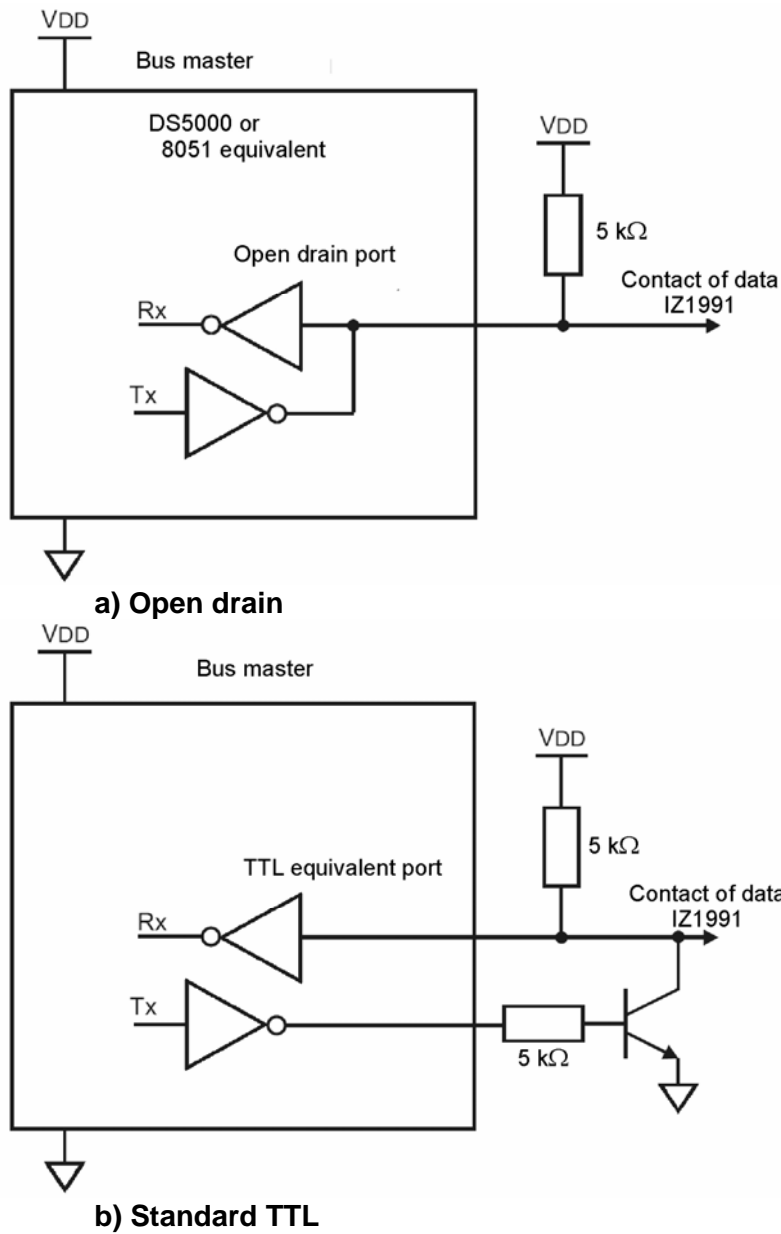 VDD
Bus master
DS5000 or
8051 equivalent
VDD
5 kΩ
Open drain port
Contact of data
IZ1991
Rx
Tx
a) Open drain
VDD
Bus master
VDD
5 kΩ
TTL equivalent port
Contact of data
IZ1991
Rx
Tx
5 kΩ
b) Standard TTL